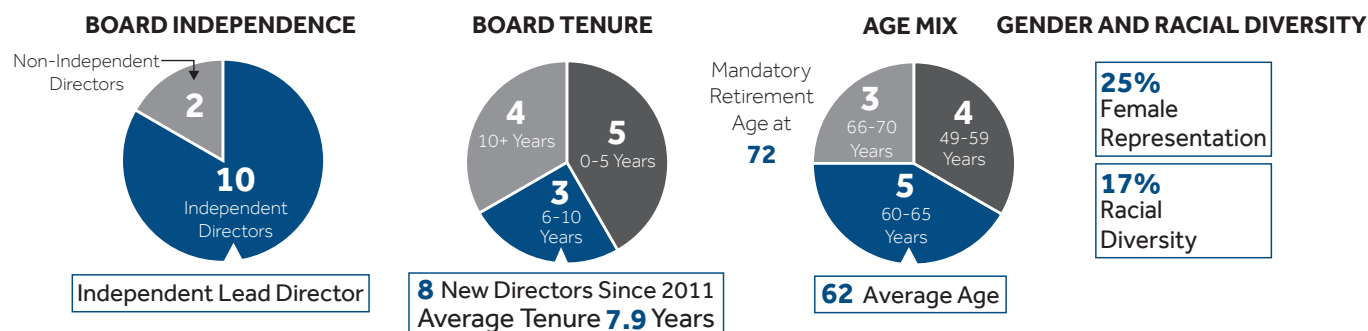 BOARD INDEPENDENCE
Non-Independent
Directors
2
10
Independent
Directors
Independent Lead Director
BOARD TENURE
4
10+ Years
5
0-5 Years
3
6-10
Years
8 New Directors Since 2011
Average Tenure 7.9 Years
AGE MIX
Mandatory
Retirement
Age at
72
3
66-70
Years
4
49-59
Years
5
60-65
Years
62 Average Age
GENDER AND RACIAL DIVERSITY
25%
Female
Representation
17%
Racial
Diversity